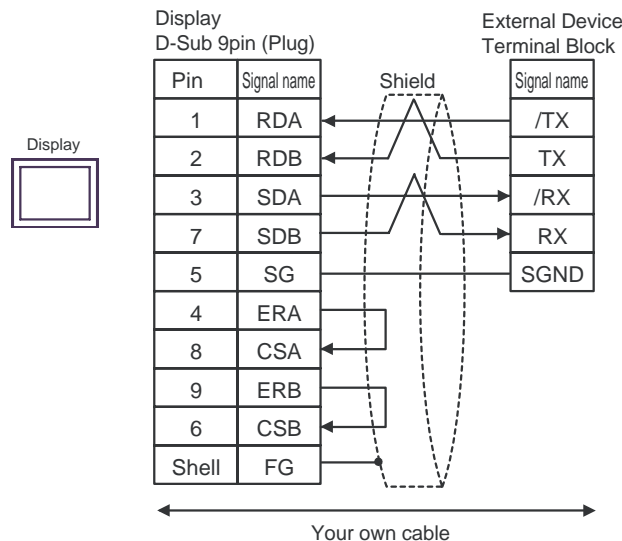 Display
D-Sub 9pin (Plug)
External Device
Terminal Block
Pin Signal name
Shield
Signal name
1 RDA /TX
Display
2 RDB TX
3 SDA /RX
7 SDB RX
5 SG SGND
4 ERA
8 CSA
9 ERB
6 CSB
Shell FG
Your own cable